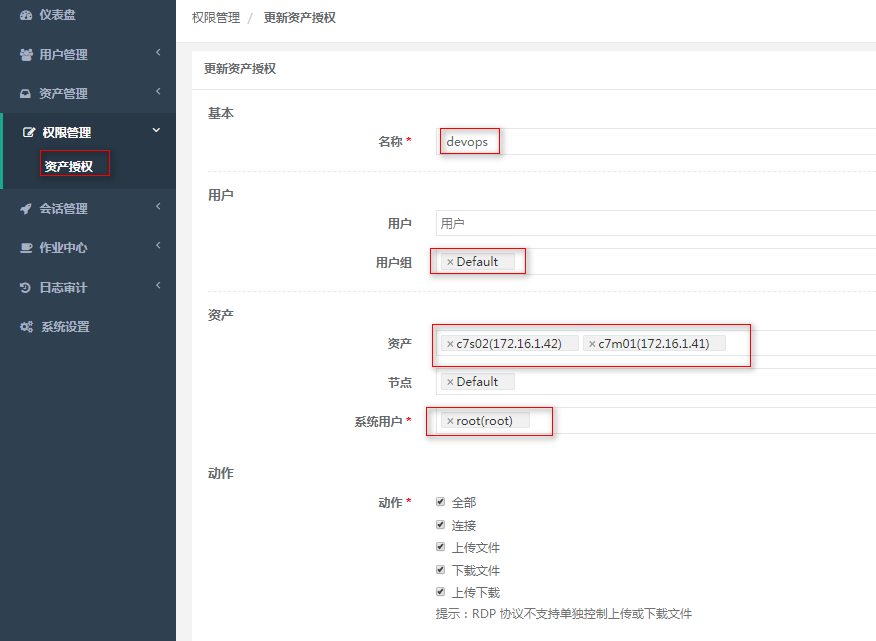 仪表盘
用户管理
资产管理
权限管理
资产授权
会话管理
作业中心
日志审计
系统设置
权限管理 / 更新资产授权
更新资产授权
基本
名称 * devops
用户
用户 用户
用户组 ×Default
资产
资产 ×c7s02(172.16.1.42) ×c7m01(172.16.1.41)
节点 ×Default
系统用户 * ×root(root)
动作
动作 * 全部
连接
上传文件
下载文件
上传下载
提示：RDP 协议不支持单独控制上传或下载文件